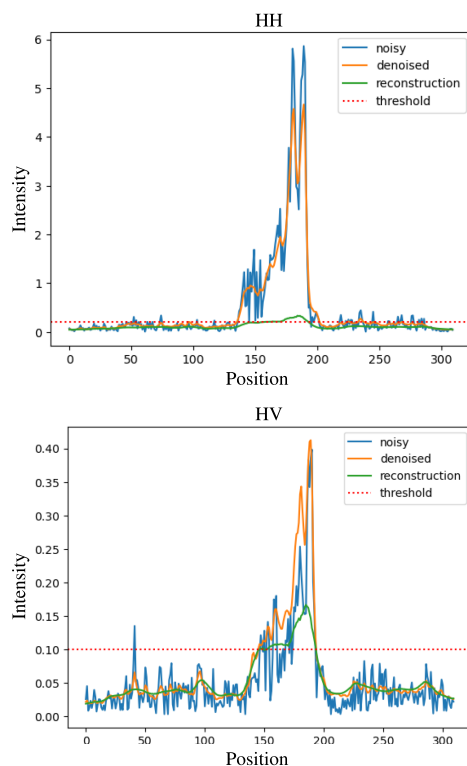 HH
6
5
4
3
2
1
0
Intensity
noisy
denoised
reconstruction
threshold
0 50 100 150 200 250 300
Position
HV
0.40
0.35
0.30
0.25
0.20
0.15
0.10
0.05
0.00
Intensity
noisy
denoised
reconstruction
threshold
0 50 100 150 200 250 300
Position